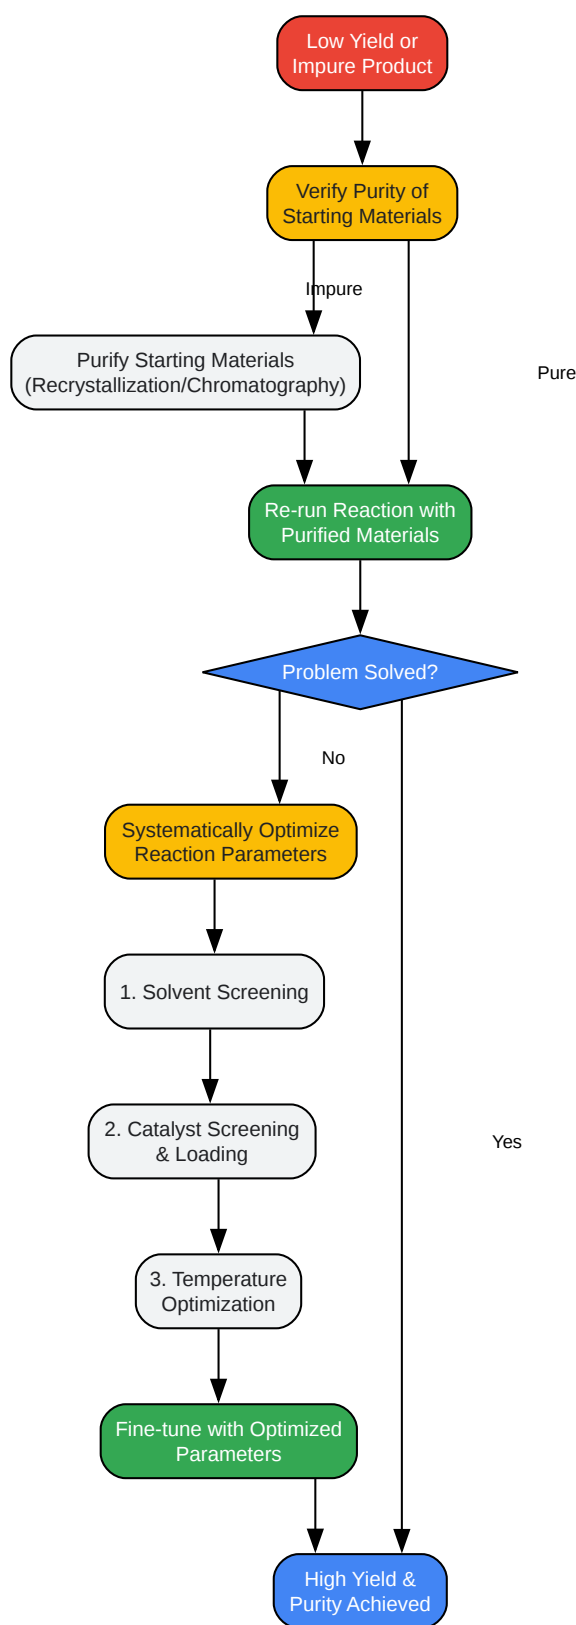 Low Yield or
Impure Product
Verify Purity of
Starting Materials
Impure
Purify Starting Materials
(Recrystallization/Chromatography)
Pure
Re-run Reaction with
Purified Materials
Problem Solved?
No
Systematically Optimize
Reaction Parameters
1. Solvent Screening
2. Catalyst Screening
& Loading
Yes
3. Temperature
Optimization
Fine-tune with Optimized
Parameters
High Yield &
Purity Achieved